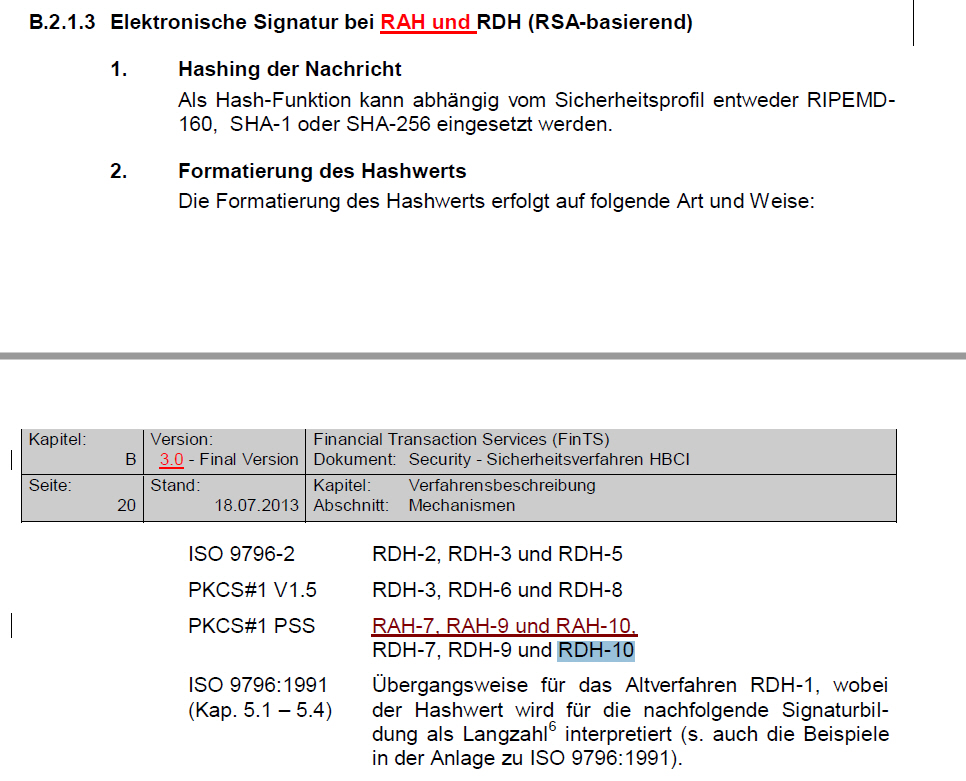 B.2.1.3 Elektronische Signatur bei RAH und RDH (RSA-basierend)
1. Hashing der Nachricht
Als Hash-Funktion kann abhängig vom Sicherheitsprofil entweder RIPEMD-
160, SHA-1 oder SHA-256 eingesetzt werden.
2. Formatierung des Hashwerts
Die Formatierung des Hashwerts erfolgt auf folgende Art und Weise:
Kapitel: Version: Financial Transaction Services (FinTS)
B 3.0 - Final Version Dokument: Security - Sicherheitsverfahren HBCI
Seite: Stand: Kapitel: Verfahrensbeschreibung
20 18.07.2013 Abschnitt: Mechanismen
ISO 9796-2 RDH-2, RDH-3 und RDH-5
PKCS#1 V1.5 RDH-3, RDH-6 und RDH-8
PKCS#1 PSS RAH-7, RAH-9 und RAH-10,
RDH-7, RDH-9 und RDH-10
ISO 9796:1991 Übergangsweise für das Altverfahren RDH-1, wobei
(Kap. 5.1 – 5.4) der Hashwert wird für die nachfolgende Signaturbil-
dung als Langzahl6 interpretiert (s. auch die Beispiele
in der Anlage zu ISO 9796:1991).